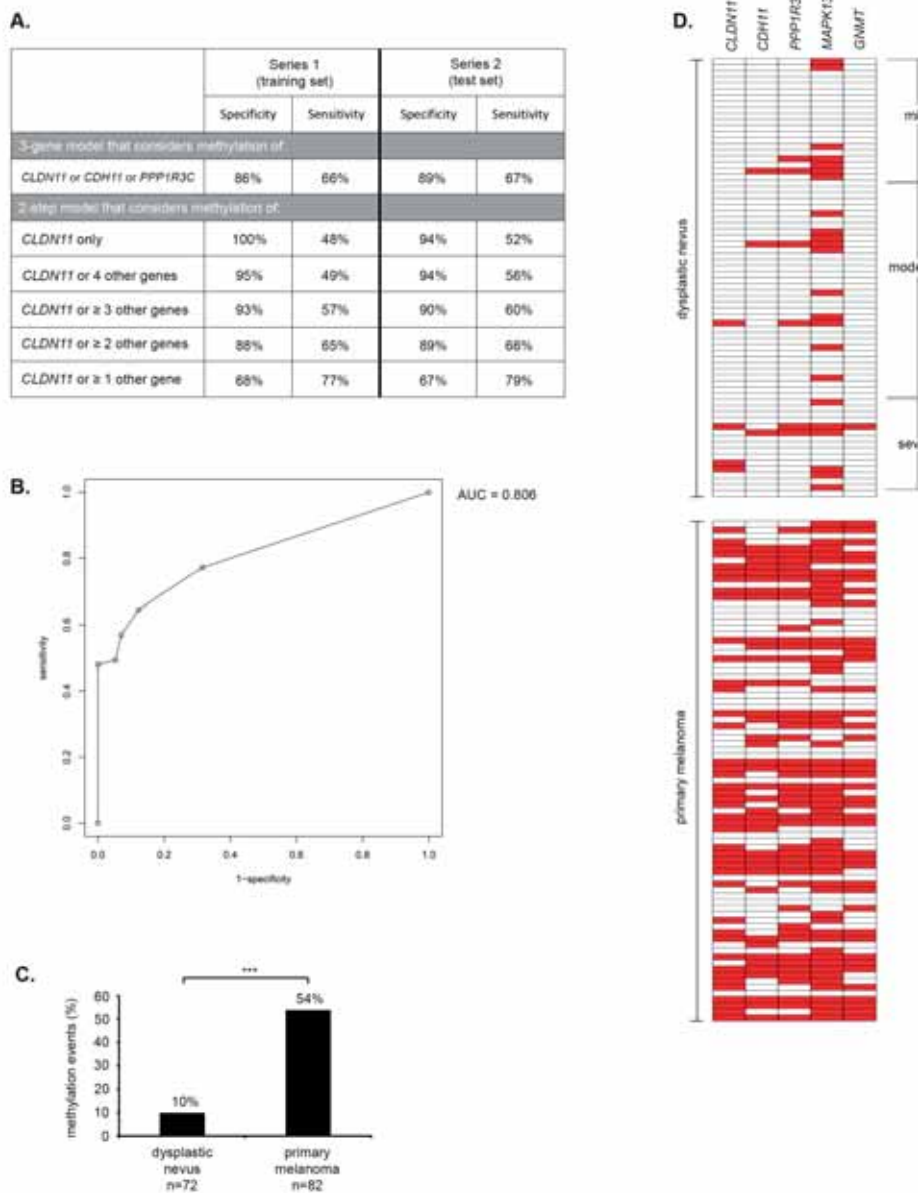 A.
Series 1
(training set)
Series 2
(test set)
Specificity
Sensitivity
Specificity
Sensitivity
3-gene model that considers methylation of:
CLDN11 or CDH11 or PPP1R3C
86%
66%
89%
67%
2-step model that considers methylation of:
CLDN11 only
100%
48%
94%
52%
CLDN11 or 4 other genes
95%
49%
94%
56%
CLDN11 or ≥ 3 other genes
93%
57%
90%
60%
CLDN11 or ≥ 2 other genes
88%
65%
89%
66%
CLDN11 or ≥ 1 other gene
68%
77%
67%
79%
B.
AUC = 0.806
sensitivity
1.0
0.8
0.6
0.4
0.2
0.0
0.0
0.2
0.4
0.6
0.8
1.0
1-specificity
C.
***
methylation events (%)
60
50
40
30
20
10
0
10%
54%
dysplastic
nevus
n=72
primary
melanoma
n=82
D.
CLDN11
CDH11
PPP1R3
MAPK13
GNMT
dysplastic nevus
mi
mode
sev
primary melanoma